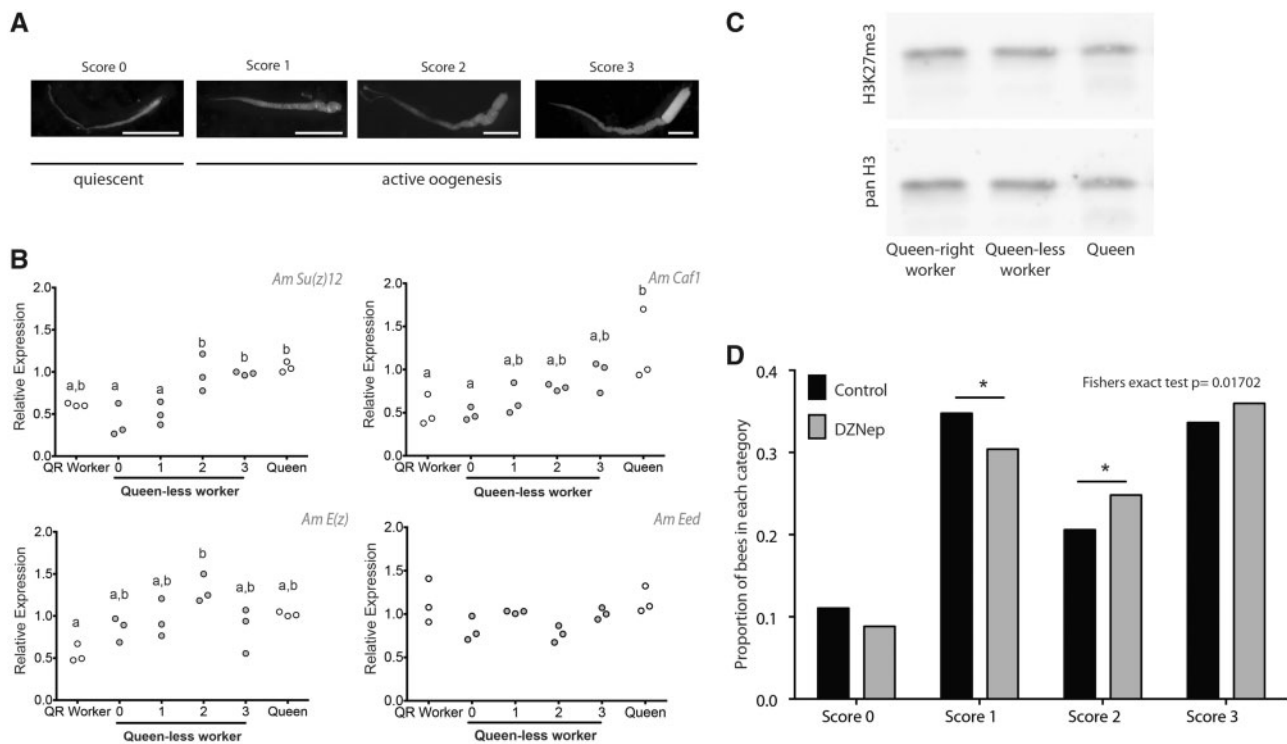 A
Score 0 Score 1 Score 2 Score 3
quiescent active oogenesis
B
Am Su(z)12
Relative Expression
2.0
1.5
1.0
0.5
0.0
a,b a a b b b
QR Worker 0 1 2 3 Queen
Queen-less worker
Am Caf1
Relative Expression
2.0
1.5
1.0
0.5
0.0
a a a,b a,b a,b b
QR Worker 0 1 2 3 Queen
Queen-less worker
Am E(z)
Relative Expression
2.0
1.5
1.0
0.5
0.0
a a,b a,b b a,b a,b
QR Worker 0 1 2 3 Queen
Queen-less worker
Am Eed
Relative Expression
2.0
1.5
1.0
0.5
0.0
QR Worker 0 1 2 3 Queen
Queen-less worker
C
H3K27me3
pan H3
Queen-right Queen-less Queen
worker worker
D
Control
DZNep
Fishers exact test p= 0.01702
* *
Proportion of bees in each category
0.4
0.3
0.2
0.1
0.0
Score 0 Score 1 Score 2 Score 3